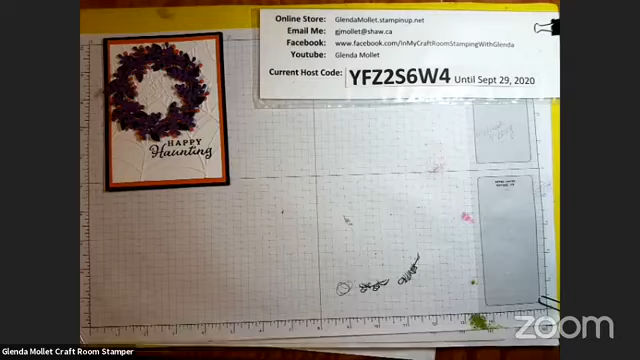 Online Store: GlendaMollet.stampinup.net
Email Me: gjmollet@shaw.ca
Facebook: www.facebook.com/InMyCraftRoomStampingWithGlenda
Youtube: Glenda Mollet
Current Host Code: YFZ2S6W4 Until Sept 29, 2020
HAPPY
Haunting
zoom
Glenda Mollet Craft Room Stamper